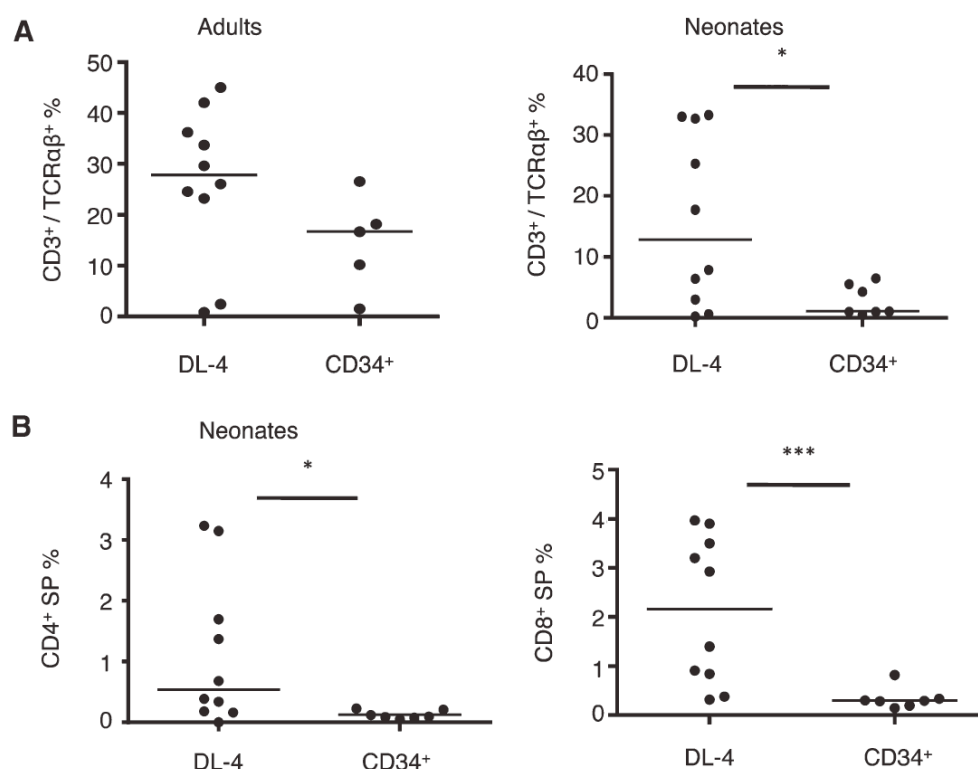 A
Adults
CD3⁺ / TCRαβ⁺ %
50
40
30
20
10
0
DL-4 CD34⁺
Neonates
*
CD3⁺ / TCRαβ⁺ %
40
30
20
10
0
DL-4 CD34⁺
B
Neonates
*
CD4⁺ SP %
4
3
2
1
0
DL-4 CD34⁺
***
CD8⁺ SP %
5
4
3
2
1
0
DL-4 CD34⁺